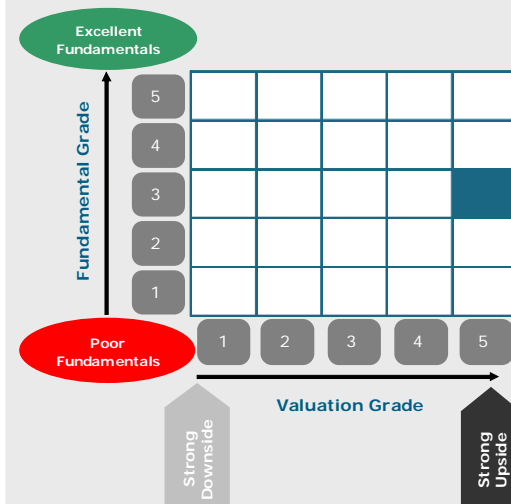 Excellent
Fundamentals
Fundamental Grade
5
4
3
2
1
Poor
Fundamentals
1 2 3 4 5
Valuation Grade
Strong
Downside
Strong
Upside